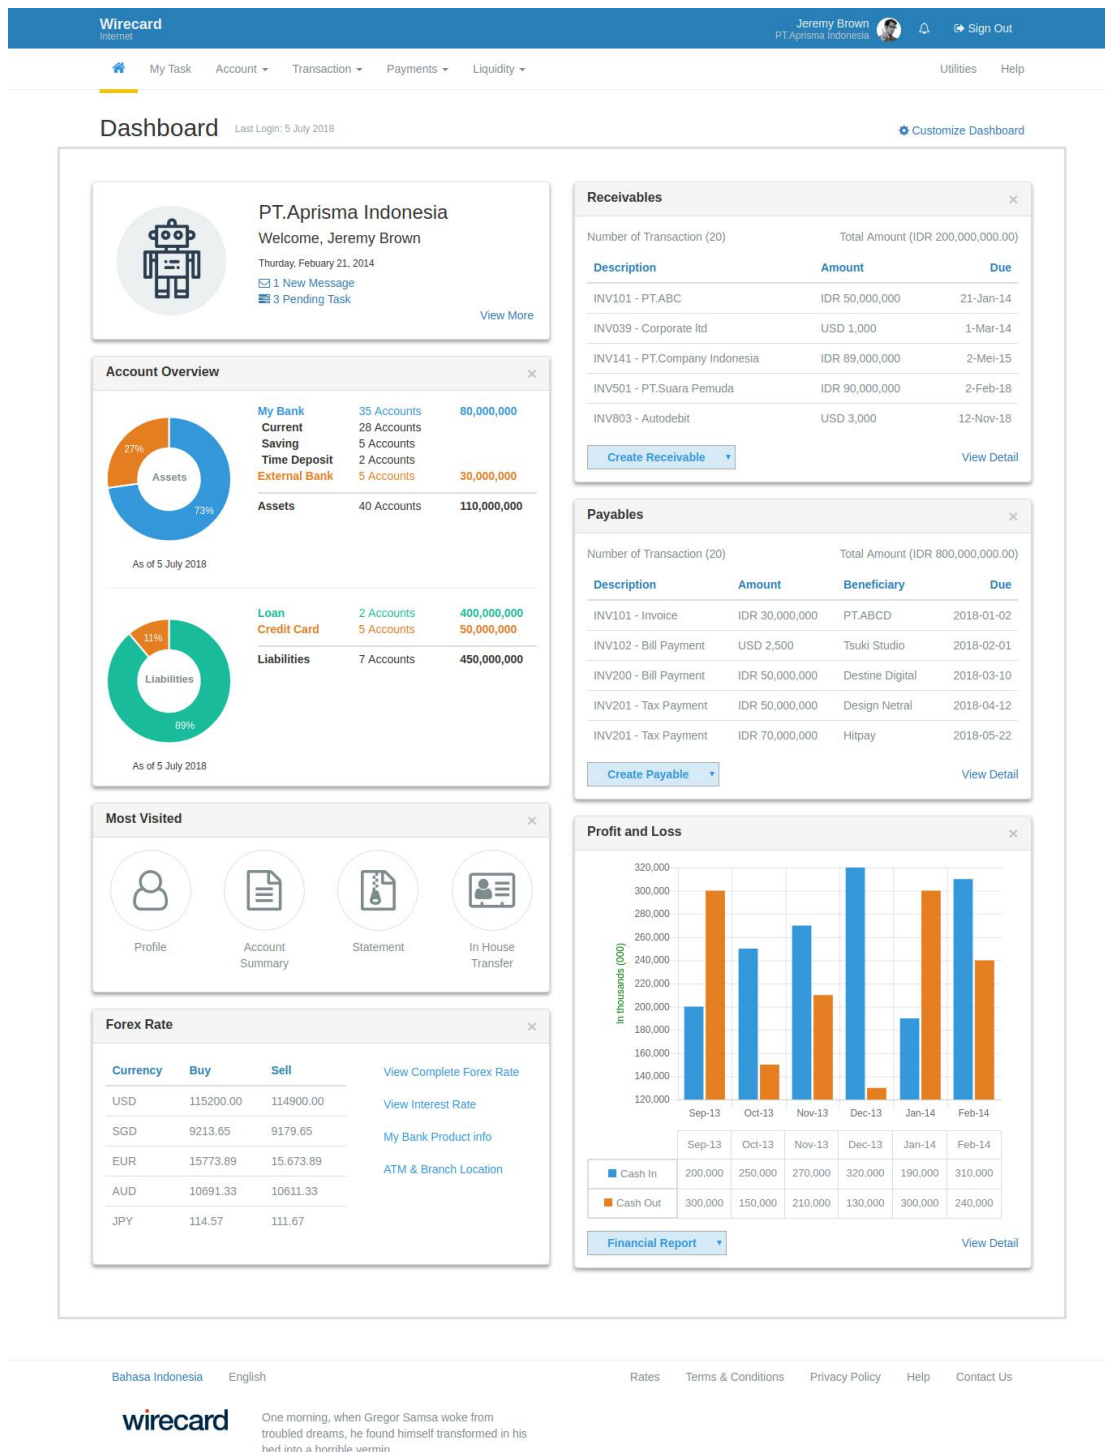 Wirecard
Internet
Jeremy Brown
PT.Aprisma Indonesia
Sign Out
My Task Account Transaction Payments Liquidity Utilities Help
Dashboard Last Login: 5 July 2018 Customize Dashboard
PT.Aprisma Indonesia
Welcome, Jeremy Brown
Thurday, Febuary 21, 2014
1 New Message
3 Pending Task
View More
Account Overview ×
27%
Assets
73%
As of 5 July 2018
My Bank 35 Accounts 80,000,000
Current 28 Accounts
Saving 5 Accounts
Time Deposit 2 Accounts
External Bank 5 Accounts 30,000,000
Assets 40 Accounts 110,000,000
11%
Liabilities
89%
As of 5 July 2018
Loan 2 Accounts 400,000,000
Credit Card 5 Accounts 50,000,000
Liabilities 7 Accounts 450,000,000
Most Visited ×
Profile
Account
Summary
Statement
In House
Transfer
Forex Rate ×
Currency Buy Sell
USD 115200.00 114900.00
SGD 9213.65 9179.65
EUR 15773.89 15.673.89
AUD 10691.33 10611.33
JPY 114.57 111.67
View Complete Forex Rate
View Interest Rate
My Bank Product info
ATM & Branch Location
Receivables ×
Number of Transaction (20) Total Amount (IDR 200,000,000.00)
Description Amount Due
INV101 - PT.ABC IDR 50,000,000 21-Jan-14
INV039 - Corporate ltd USD 1,000 1-Mar-14
INV141 - PT.Company Indonesia IDR 89,000,000 2-Mei-15
INV501 - PT.Suara Pemuda IDR 90,000,000 2-Feb-18
INV803 - Autodebit USD 3,000 12-Nov-18
Create Receivable View Detail
Payables ×
Number of Transaction (20) Total Amount (IDR 800,000,000.00)
Description Amount Beneficiary Due
INV101 - Invoice IDR 30,000,000 PT.ABCD 2018-01-02
INV102 - Bill Payment USD 2,500 Tsuki Studio 2018-02-01
INV200 - Bill Payment IDR 50,000,000 Destine Digital 2018-03-10
INV201 - Tax Payment IDR 50,000,000 Design Netral 2018-04-12
INV201 - Tax Payment IDR 70,000,000 Hitpay 2018-05-22
Create Payable View Detail
Profit and Loss ×
In thousands (000)
320,000
300,000
280,000
260,000
240,000
220,000
200,000
180,000
160,000
140,000
120,000
Sep-13 Oct-13 Nov-13 Dec-13 Jan-14 Feb-14
Sep-13 Oct-13 Nov-13 Dec-13 Jan-14 Feb-14
Cash In 200,000 250,000 270,000 320,000 190,000 310,000
Cash Out 300,000 150,000 210,000 130,000 300,000 240,000
Financial Report View Detail
Bahasa Indonesia English Rates Terms & Conditions Privacy Policy Help Contact Us
wirecard
One morning, when Gregor Samsa woke from
troubled dreams, he found himself transformed in his
bed into a horrible vermin